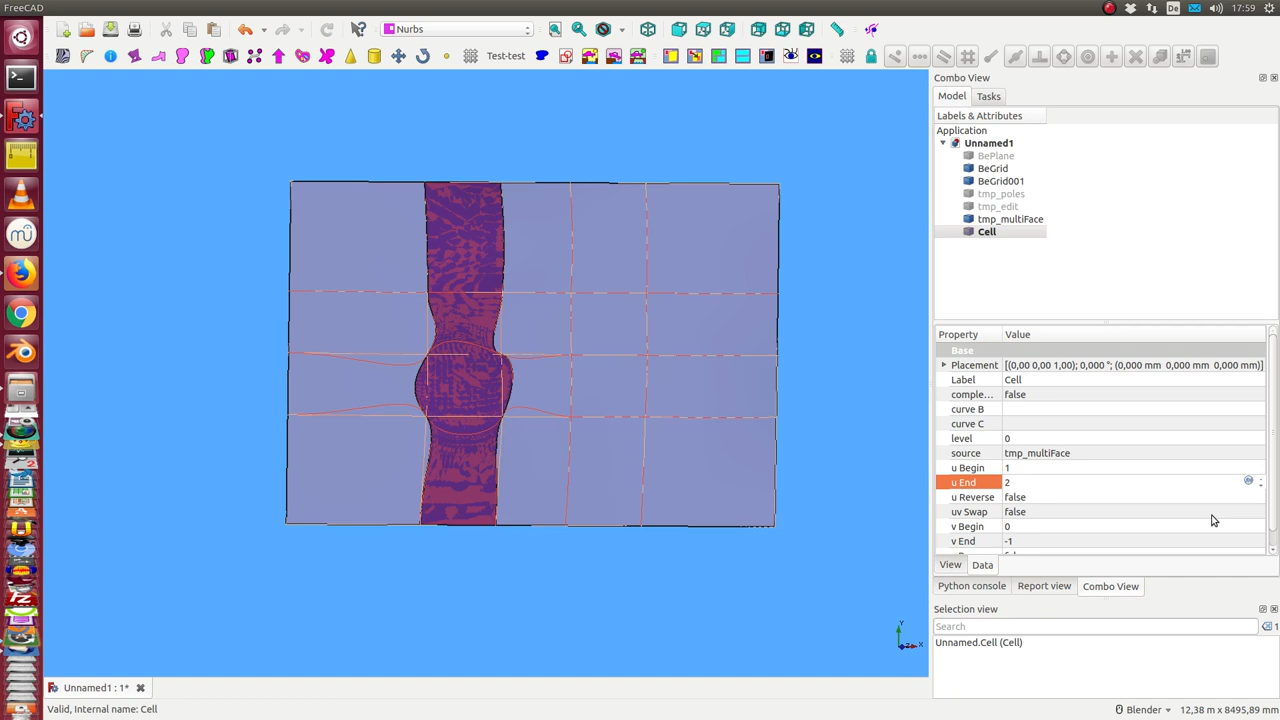 FreeCAD
De
17:59
Nurbs
Test-test
Combo View
Model
Tasks
Labels & Attributes
Application
Unnamed1
BePlane
BeGrid
BeGrid001
tmp_poles
tmp_edit
tmp_multiFace
Cell
Property
Value
Base
Placement
[(0,00 0,00 1,00); 0,000 °; (0,000 mm 0,000 mm 0,000 mm)]
Label
Cell
comple...
false
curve B
curve C
level
0
source
tmp_multiFace
u Begin
1
u End
2
u Reverse
false
uv Swap
false
v Begin
0
v End
-1
View
Data
Python console
Report view
Combo View
Selection view
Search
1
Unnamed.Cell (Cell)
Y
Z
X
Unnamed1 : 1*
Valid, Internal name: Cell
Blender
12,38 m x 8495,89 mm